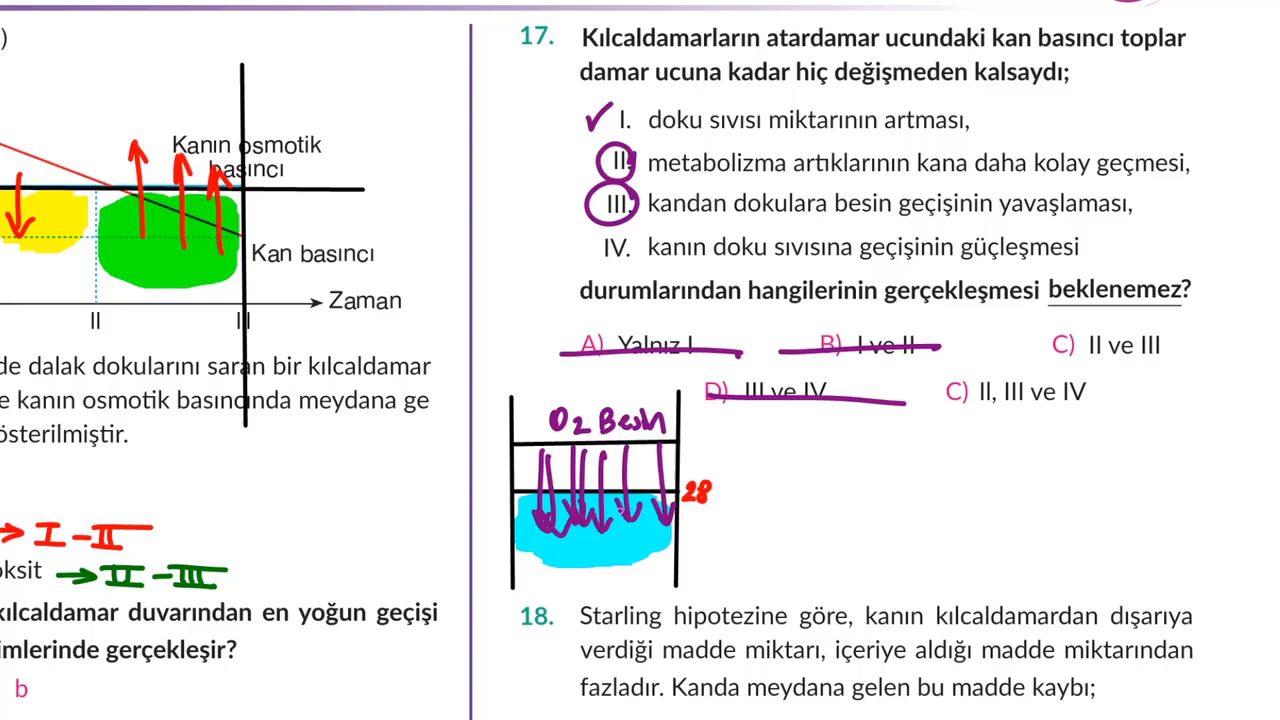 )
Kanın osmotik
basıncı
Kan basıncı
Zaman
II
III
de dalak dokularını saran bir kılcaldamar
e kanın osmotik basıncında meydana ge
österilmiştir.
→ I - II
oksit → II - III
kılcaldamar duvarından en yoğun geçişi
imlerinde gerçekleşir?
b
17. Kılcaldamarların atardamar ucundaki kan basıncı toplar
damar ucuna kadar hiç değişmeden kalsaydı;
✓ I. doku sıvısı miktarının artması,
II. metabolizma artıklarının kana daha kolay geçmesi,
III. kandan dokulara besin geçişinin yavaşlaması,
IV. kanın doku sıvısına geçişinin güçleşmesi
durumlarından hangilerinin gerçekleşmesi beklenemez?
A) Yalnız I B) I ve II C) II ve III
D) III ve IV C) II, III ve IV
O2 Besin
28
18. Starling hipotezine göre, kanın kılcaldamardan dışarıya
verdiği madde miktarı, içeriye aldığı madde miktarından
fazladır. Kanda meydana gelen bu madde kaybı;